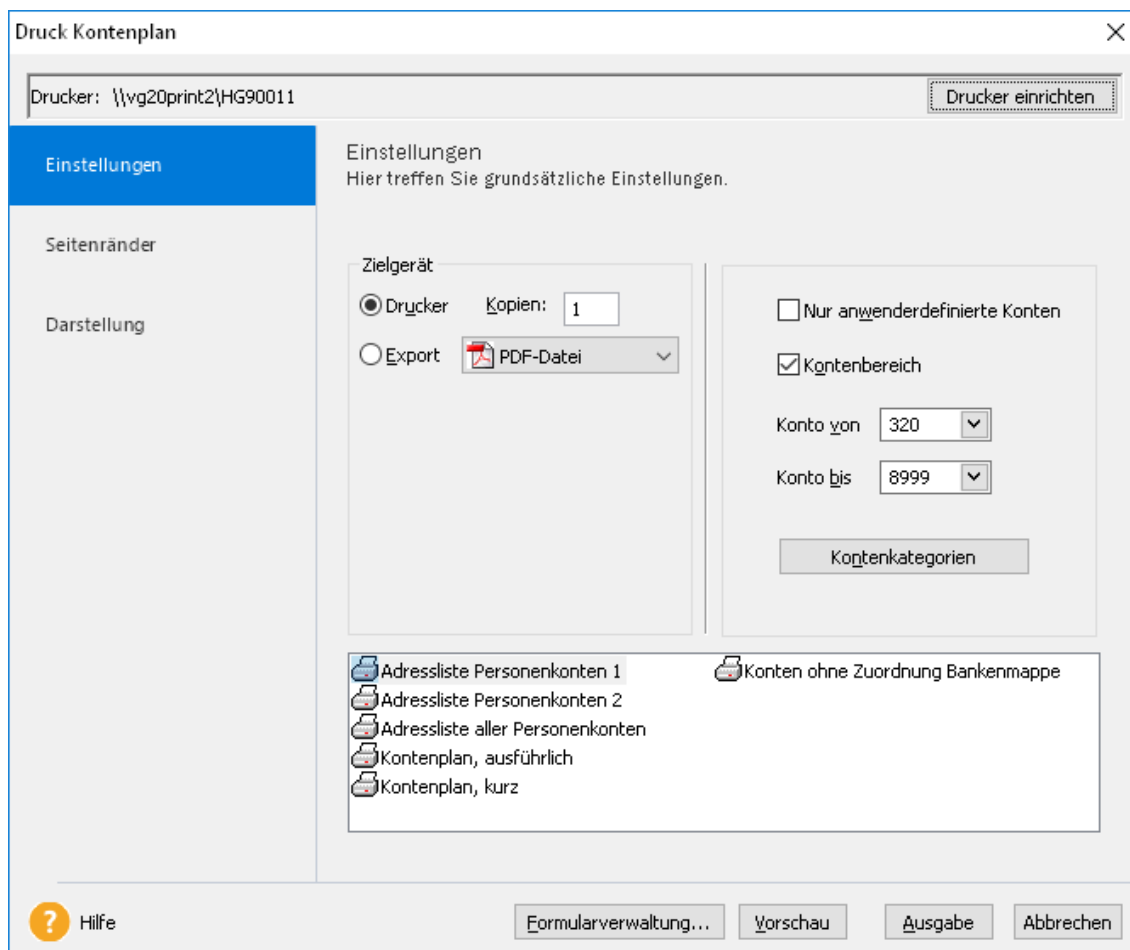 Druck Kontenplan
Drucker: \\vg20print2\HG90011
Drucker einrichten
Einstellungen
Seitenränder
Darstellung
Einstellungen
Hier treffen Sie grundsätzliche Einstellungen.
Zielgerät
Drucker Kopien: 1
Export PDF-Datei
Nur anwenderdefinierte Konten
Kontenbereich
Konto von 320
Konto bis 8999
Kontenkategorien
Adressliste Personenkonten 1
Adressliste Personenkonten 2
Adressliste aller Personenkonten
Kontenplan, ausführlich
Kontenplan, kurz
Konten ohne Zuordnung Bankenmappe
? Hilfe
Formularverwaltung...
Vorschau
Ausgabe
Abbrechen